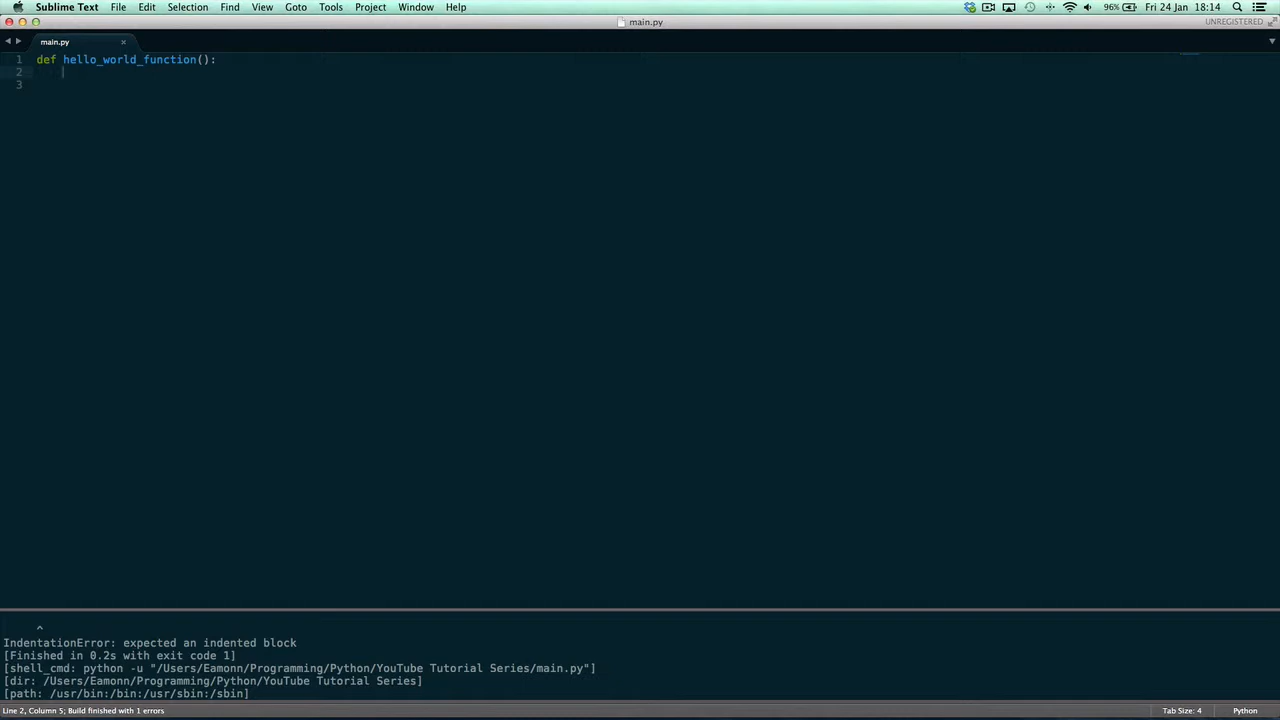 Sublime Text File Edit Selection Find View Goto Tools Project Window Help 96% Fri 24 Jan 18:14
main.py UNREGISTERED
main.py ×
1 def hello_world_function():
2
3
^
IndentationError: expected an indented block
[Finished in 0.2s with exit code 1]
[shell_cmd: python -u "/Users/Eamonn/Programming/Python/YouTube Tutorial Series/main.py"]
[dir: /Users/Eamonn/Programming/Python/YouTube Tutorial Series]
[path: /usr/bin:/bin:/usr/sbin:/sbin]
Line 2, Column 5; Build finished with 1 errors Tab Size: 4 Python